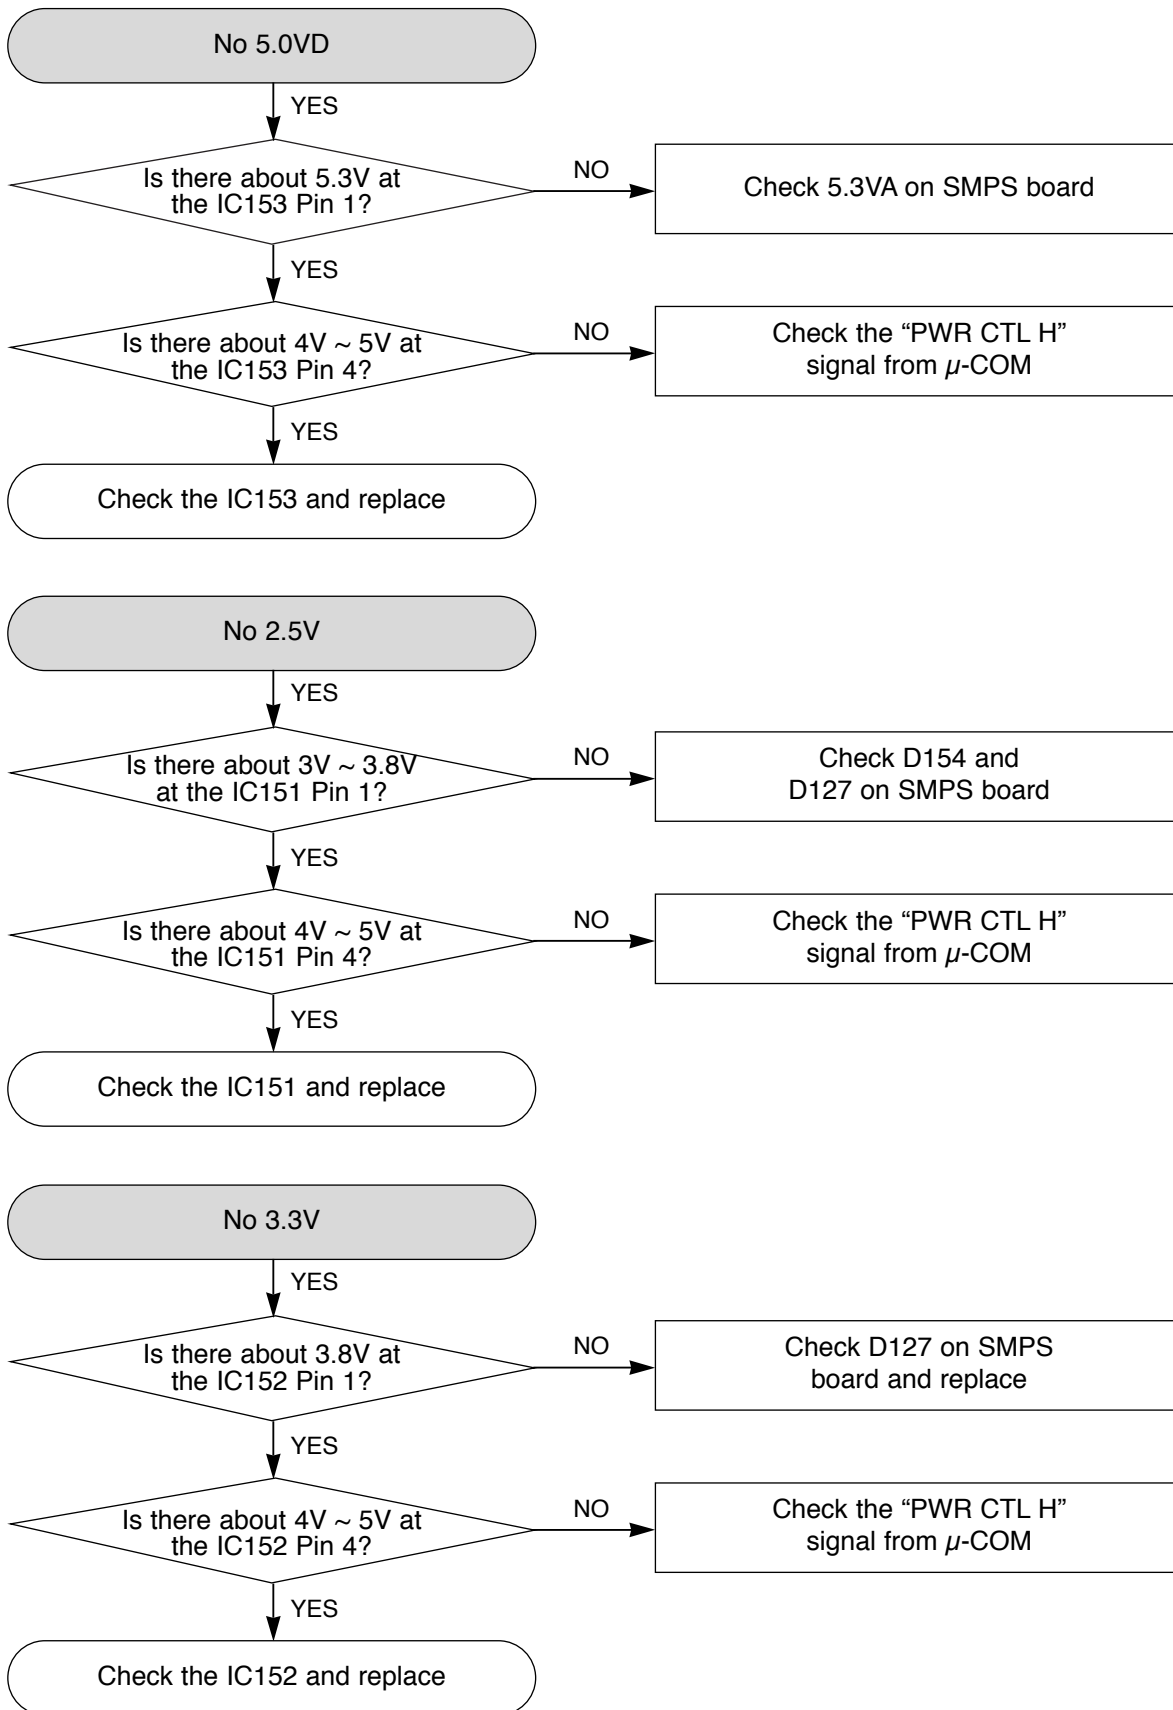 No 5.0VD
YES
Is there about 5.3V at
the IC153 Pin 1?
NO
Check 5.3VA on SMPS board
YES
Is there about 4V ~ 5V at
the IC153 Pin 4?
NO
Check the “PWR CTL H”
signal from µ-COM
YES
Check the IC153 and replace
No 2.5V
YES
Is there about 3V ~ 3.8V
at the IC151 Pin 1?
NO
Check D154 and
D127 on SMPS board
YES
Is there about 4V ~ 5V at
the IC151 Pin 4?
NO
Check the “PWR CTL H”
signal from µ-COM
YES
Check the IC151 and replace
No 3.3V
YES
Is there about 3.8V at
the IC152 Pin 1?
NO
Check D127 on SMPS
board and replace
YES
Is there about 4V ~ 5V at
the IC152 Pin 4?
NO
Check the “PWR CTL H”
signal from µ-COM
YES
Check the IC152 and replace